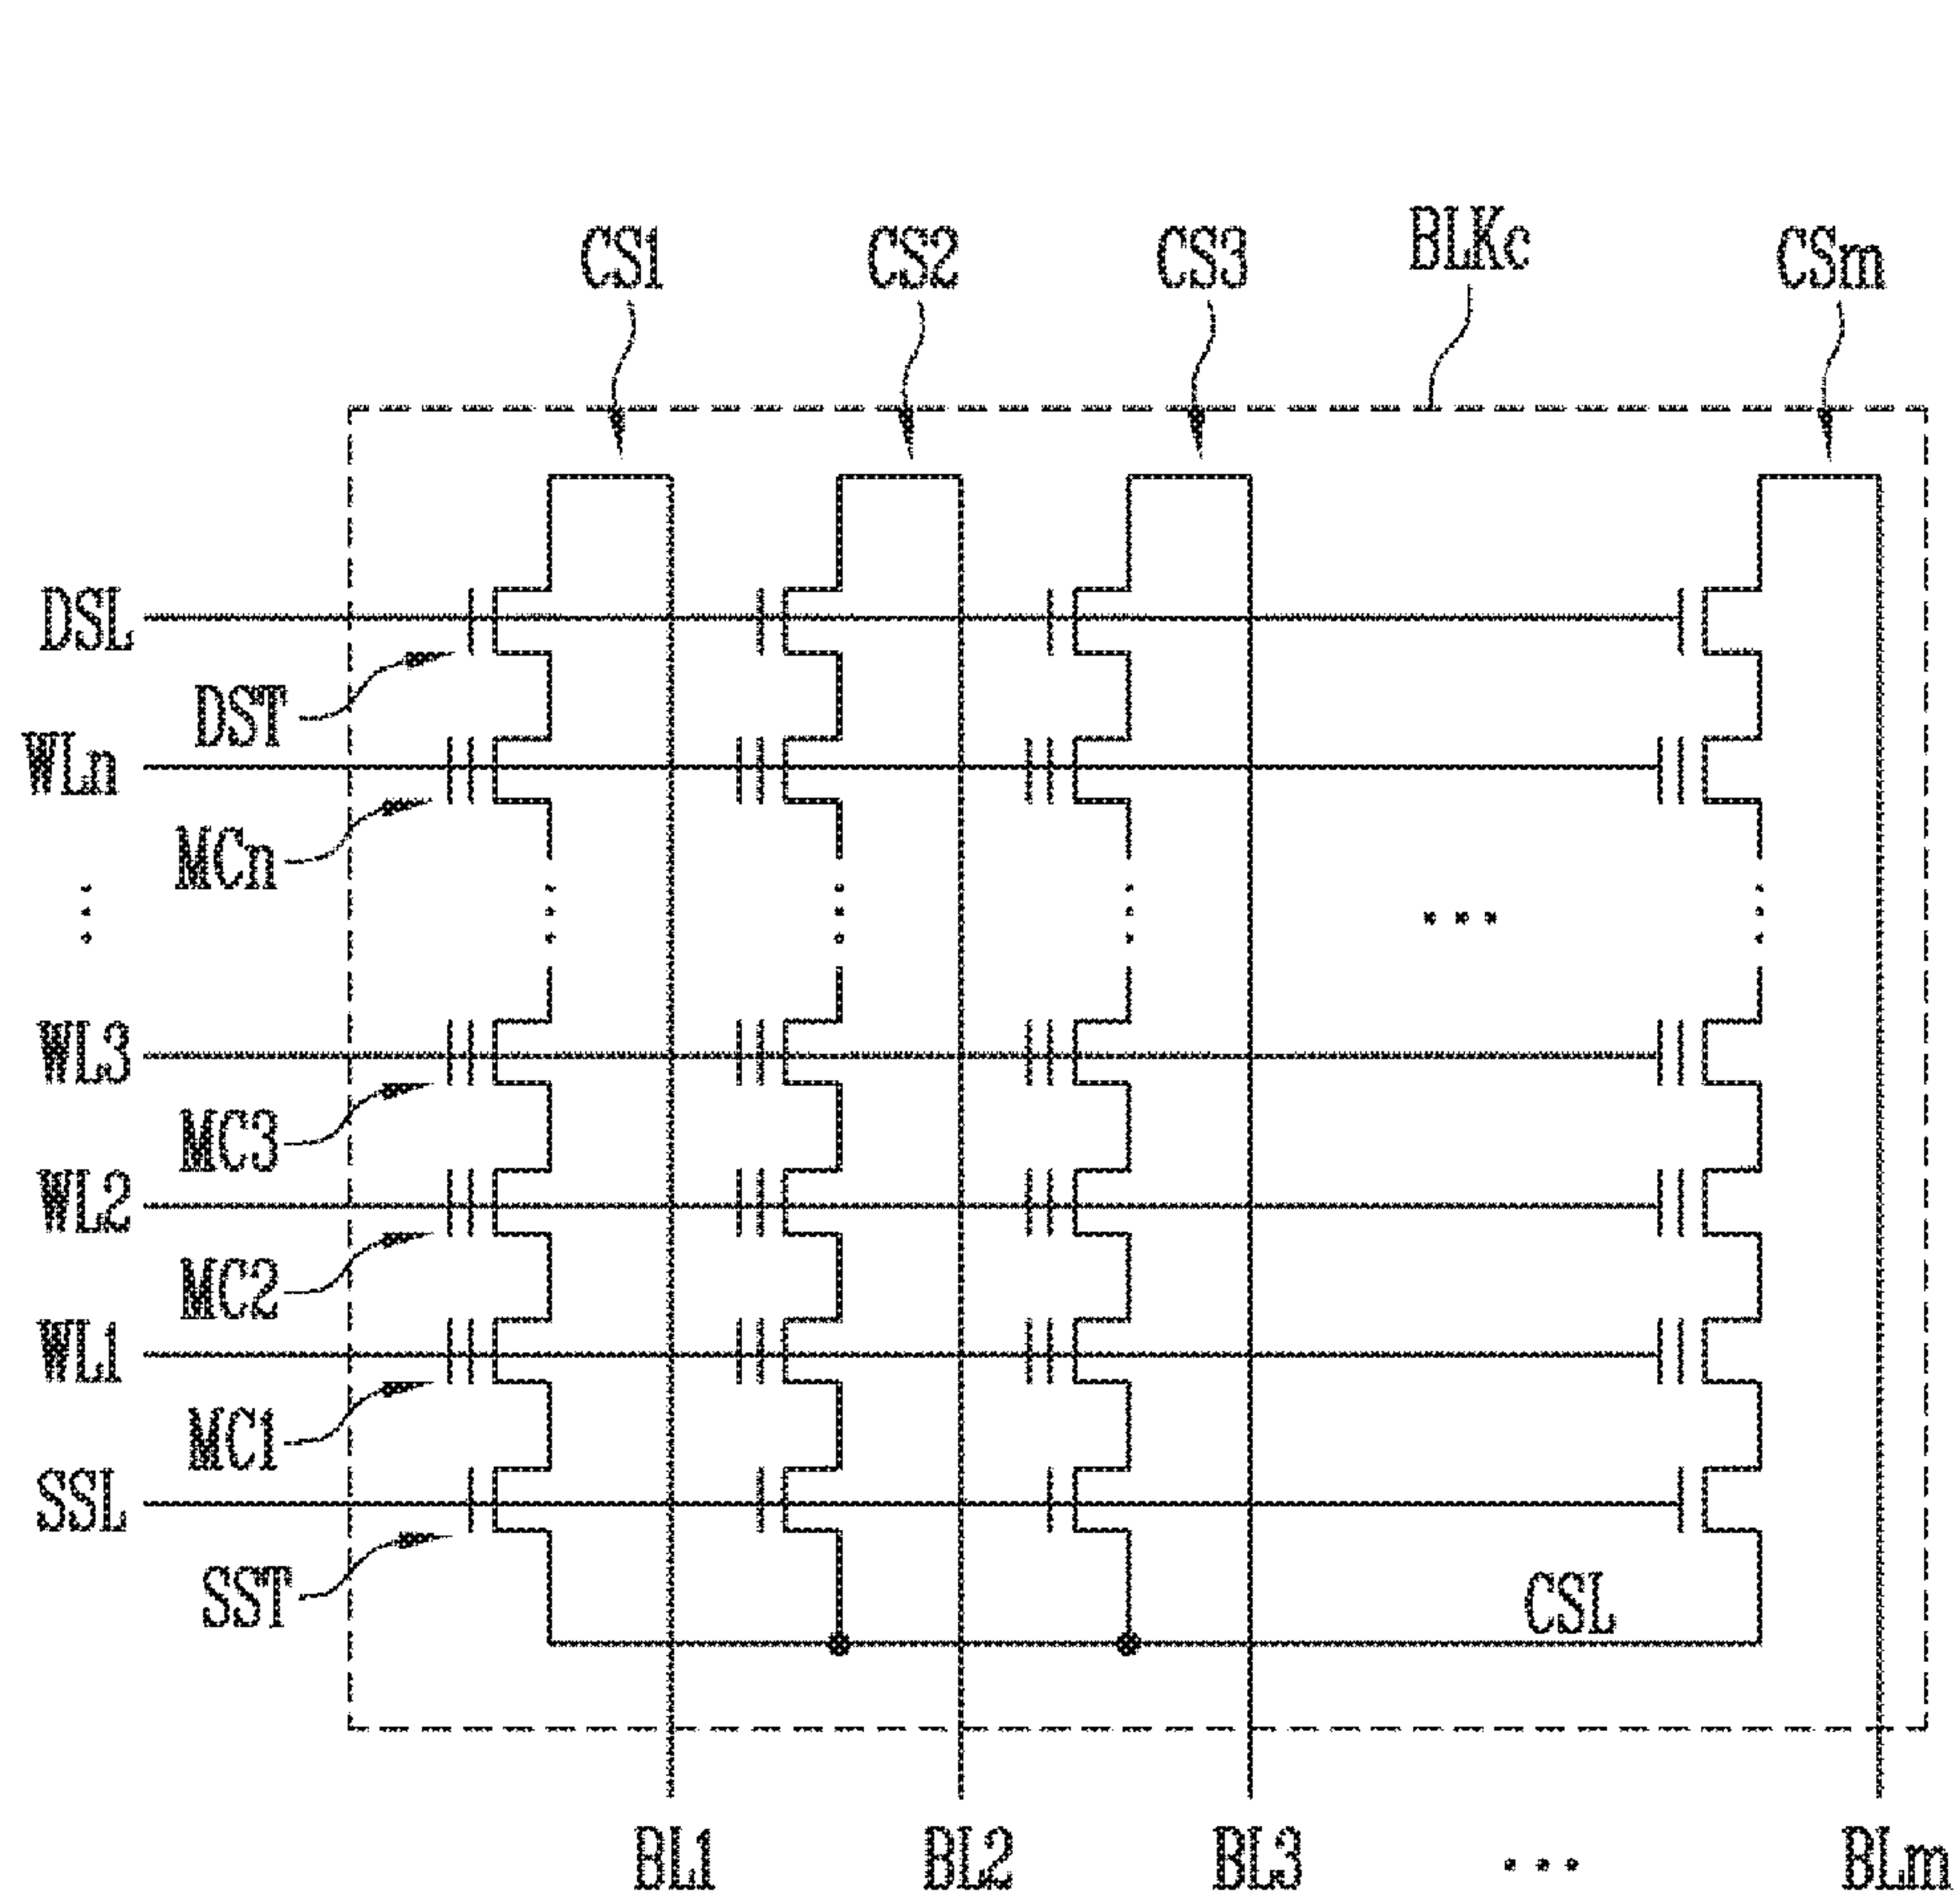 CS1 CS2 CS3 BLKc CSm
DSL
DST
WLn
MCn
⋮ ⋮ ⋮ ⋮ ... ⋮
WL3
MC3
WL2
MC2
WL1
MC1
SSL
SST
CSL
BL1 BL2 BL3 ... BLm